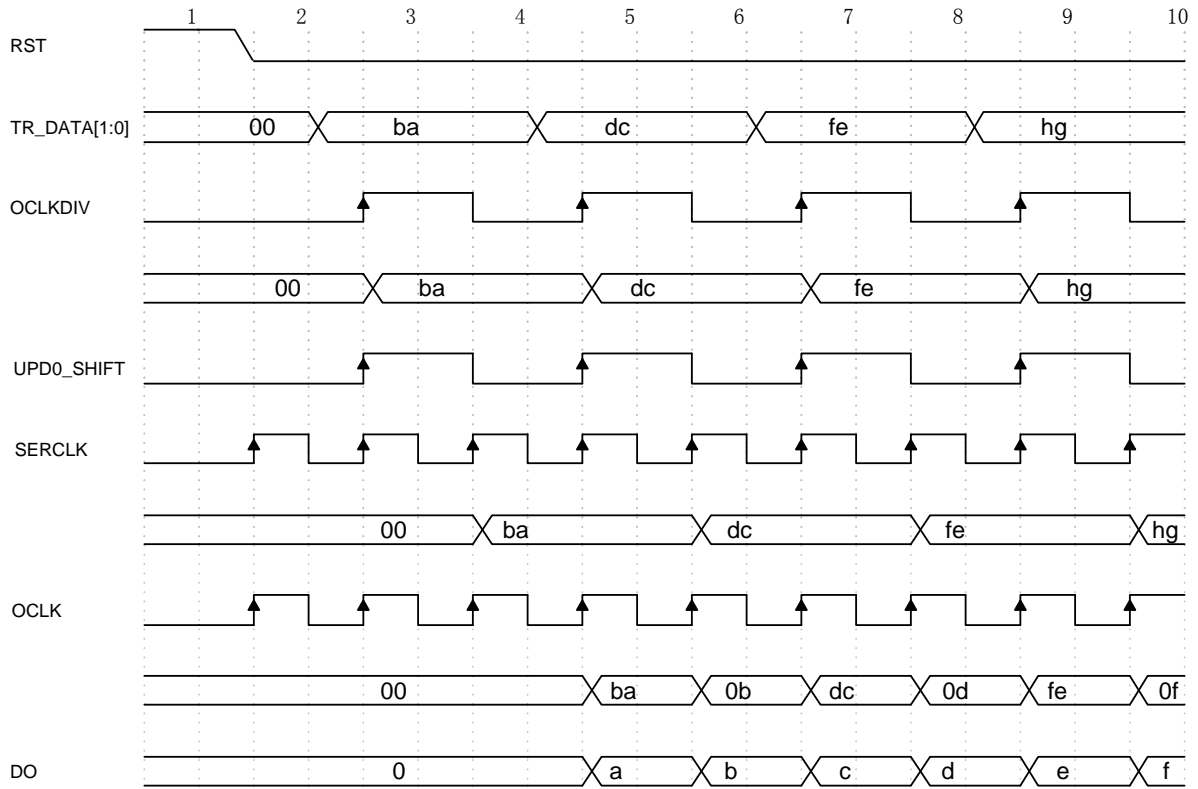 1 2 3 4 5 6 7 8 9 10
RST
TR_DATA[1:0] 00 ba dc fe hg
OCLKDIV
00 ba dc fe hg
UPD0_SHIFT
SERCLK
00 ba dc fe hg
OCLK
00 ba 0b dc 0d fe 0f
DO 0 a b c d e f